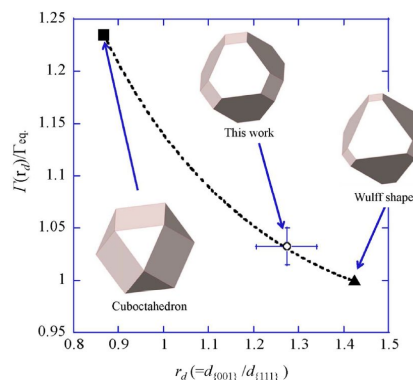 1.25
1.20
1.15
1.10
1.05
1
0.95
Γ(r_d)/Γ_eq.
This work
Wulff shape
Cuboctahedron
0.8 0.9 1 1.1 1.2 1.3 1.4 1.5
r_d (=d_{001} /d_{111} )